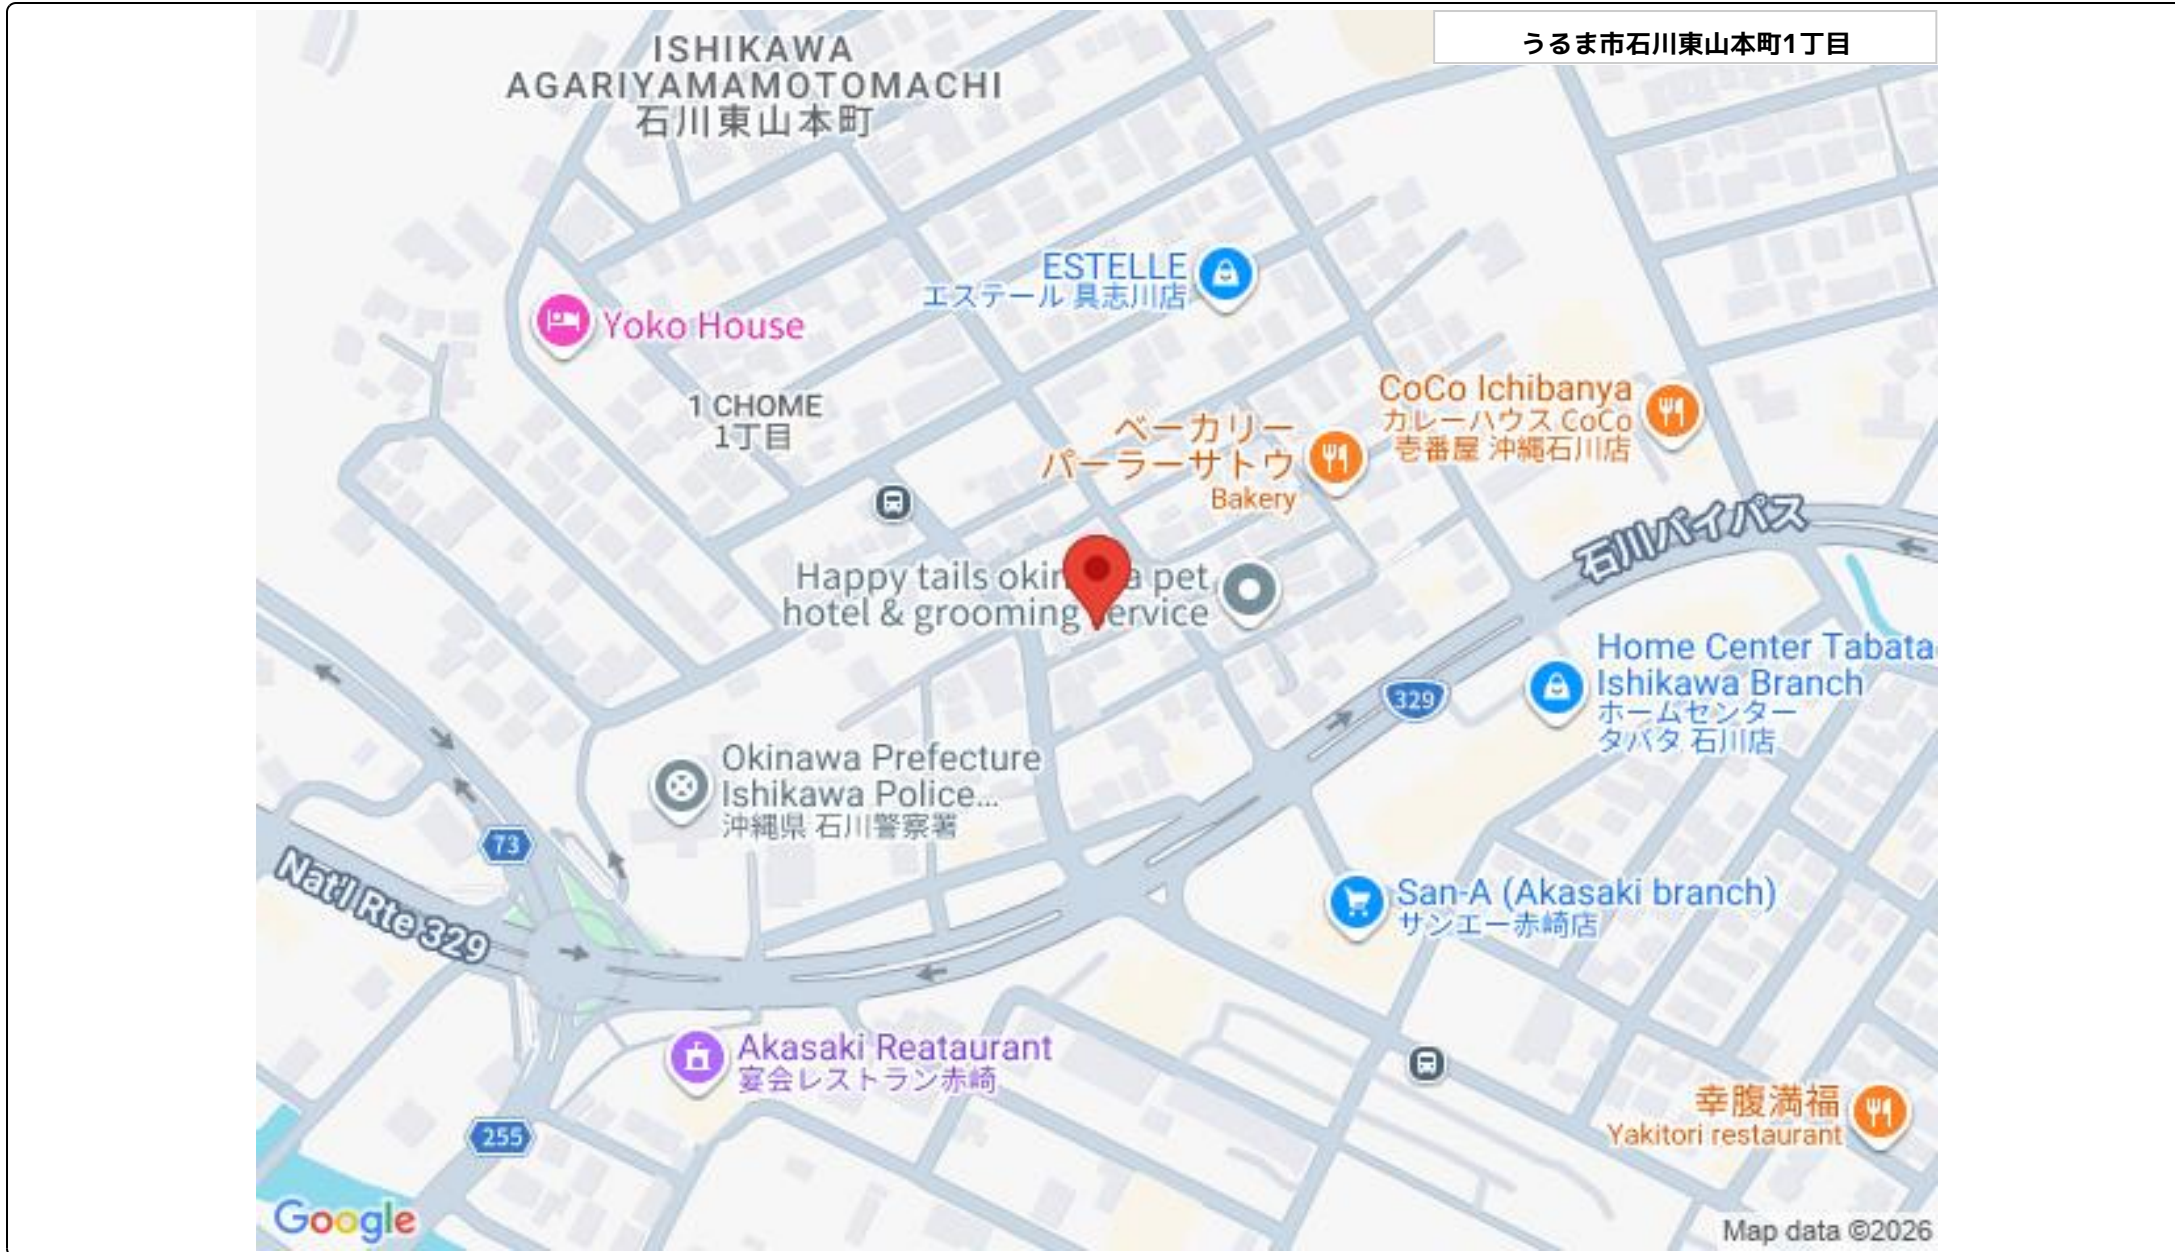 うるま市石川東山本町1丁目
ISHIKAWA
AGARIYAMAMOTOMACHI
石川東山本町
ESTELLE
エステール 具志川店
Yoko House
1 CHOME
1丁目
CoCo Ichibanya
カレーハウス CoCo
壱番屋 沖縄石川店
ベーカリー
パーラーサトウ
Bakery
石川バイパス
Happy tails okin a pet
hotel & grooming ervice
Home Center Tabata
Ishikawa Branch
ホームセンター
タバタ 石川店
329
Okinawa Prefecture
Ishikawa Police...
沖縄県 石川警察署
73
Nat'l Rte 329
San-A (Akasaki branch)
サンエー赤崎店
Akasaki Reataurant
宴会レストラン赤崎
幸腹満福
Yakitori restaurant
255
Google
Map data ©2026